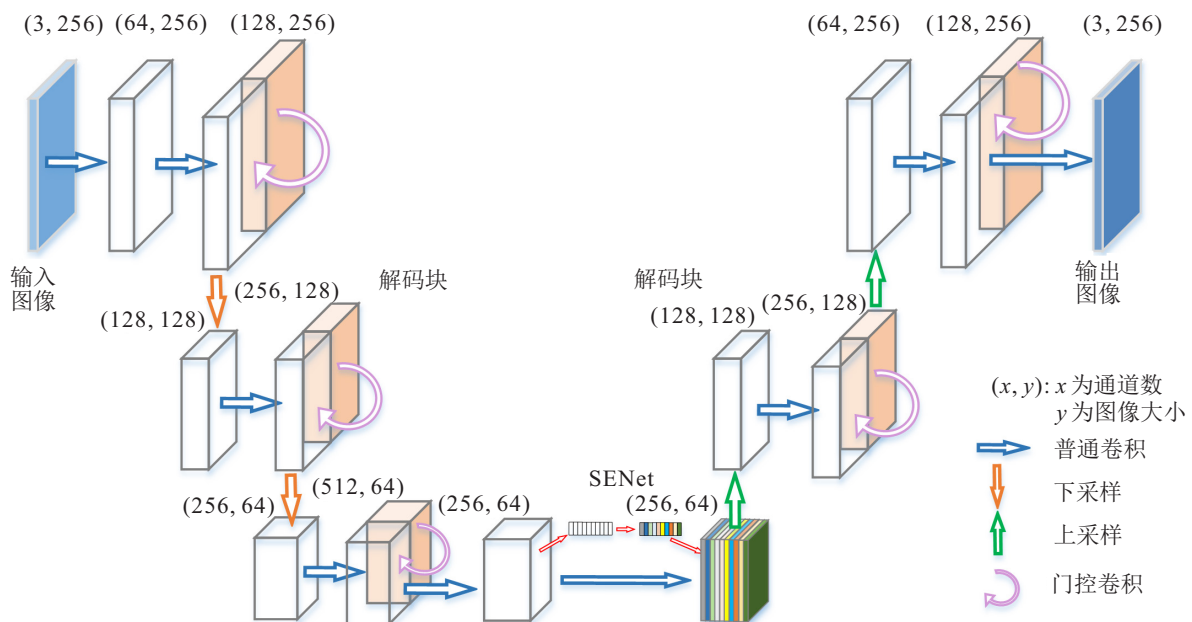 (3, 256) (64, 256) (128, 256)
(64, 256) (128, 256) (3, 256)
输入
图像
解码块
解码块
输出
图像
(128, 128) (256, 128)
(128, 128) (256, 128)
(x, y): x 为通道数
y 为图像大小
普通卷积
下采样
上采样
门控卷积
(256, 64) (512, 64) (256, 64)
SENet
(256, 64)